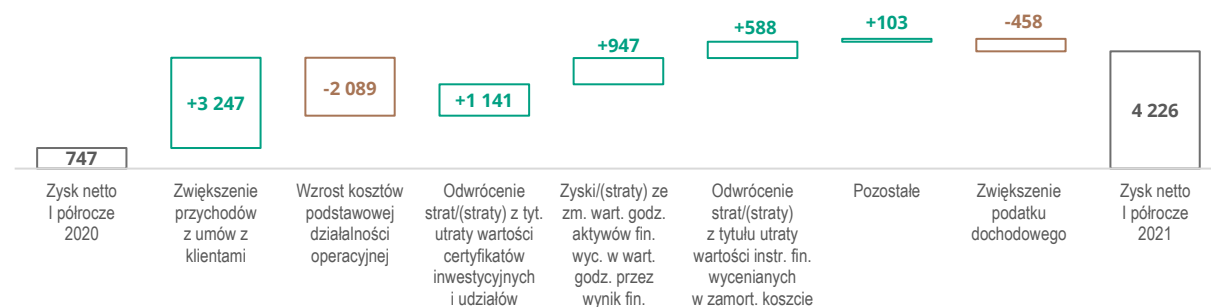 +3 247
-2 089
+1 141
+947
+588
+103
-458
4 226
747
Zysk netto
I półrocze
2020
Zwiększenie
przychodów
z umów z
klientami
Wzrost kosztów
podstawowej
działalności
operacyjnej
Odwrócenie
strat/(straty) z tyt.
utraty wartości
certyfikatów
inwestycyjnych
i udziałów
Zyski/(straty) ze
zm. wart. godz.
aktywów fin.
wyc. w wart.
godz. przez
wynik fin.
Odwrócenie
strat/(straty)
z tytułu utraty
wartości instr. fin.
wycenianych
w zamort. koszcie
Pozostałe
Zwiększenie
podatku
dochodowego
Zysk netto
I półrocze
2021